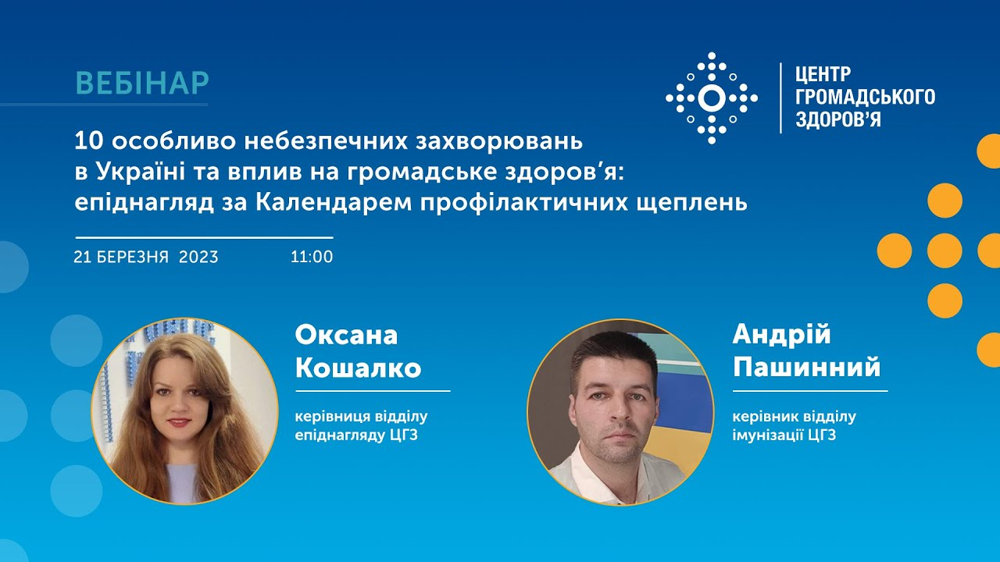 ВЕБІНАР
ЦЕНТР
ГРОМАДСЬКОГО
ЗДОРОВ’Я
10 особливо небезпечних захворювань
в Україні та вплив на громадське здоров’я:
епіднагляд за Календарем профілактичних щеплень
21 БЕРЕЗНЯ 2023 11:00
Оксана
Кошалко
керівниця відділу
епіднагляду ЦГЗ
Андрій
Пашинний
керівник відділу
імунізації ЦГЗ